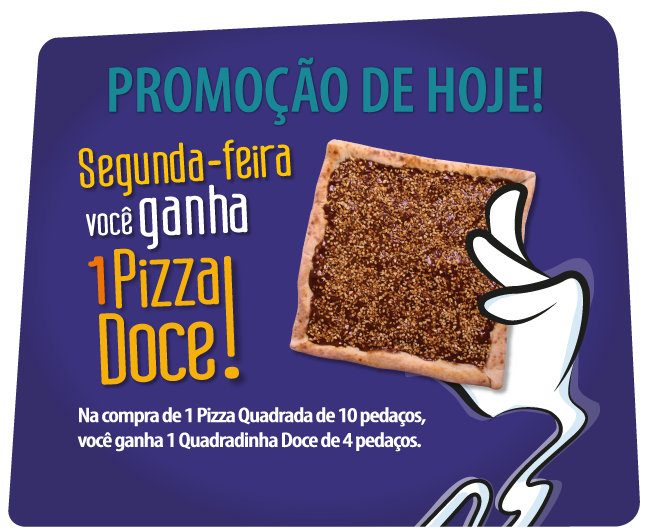 PROMOÇÃO DE HOJE!
Segunda-feira
você ganha
1 Pizza
Doce!
Na compra de 1 Pizza Quadrada de 10 pedaços,
você ganha 1 Quadradinha Doce de 4 pedaços.